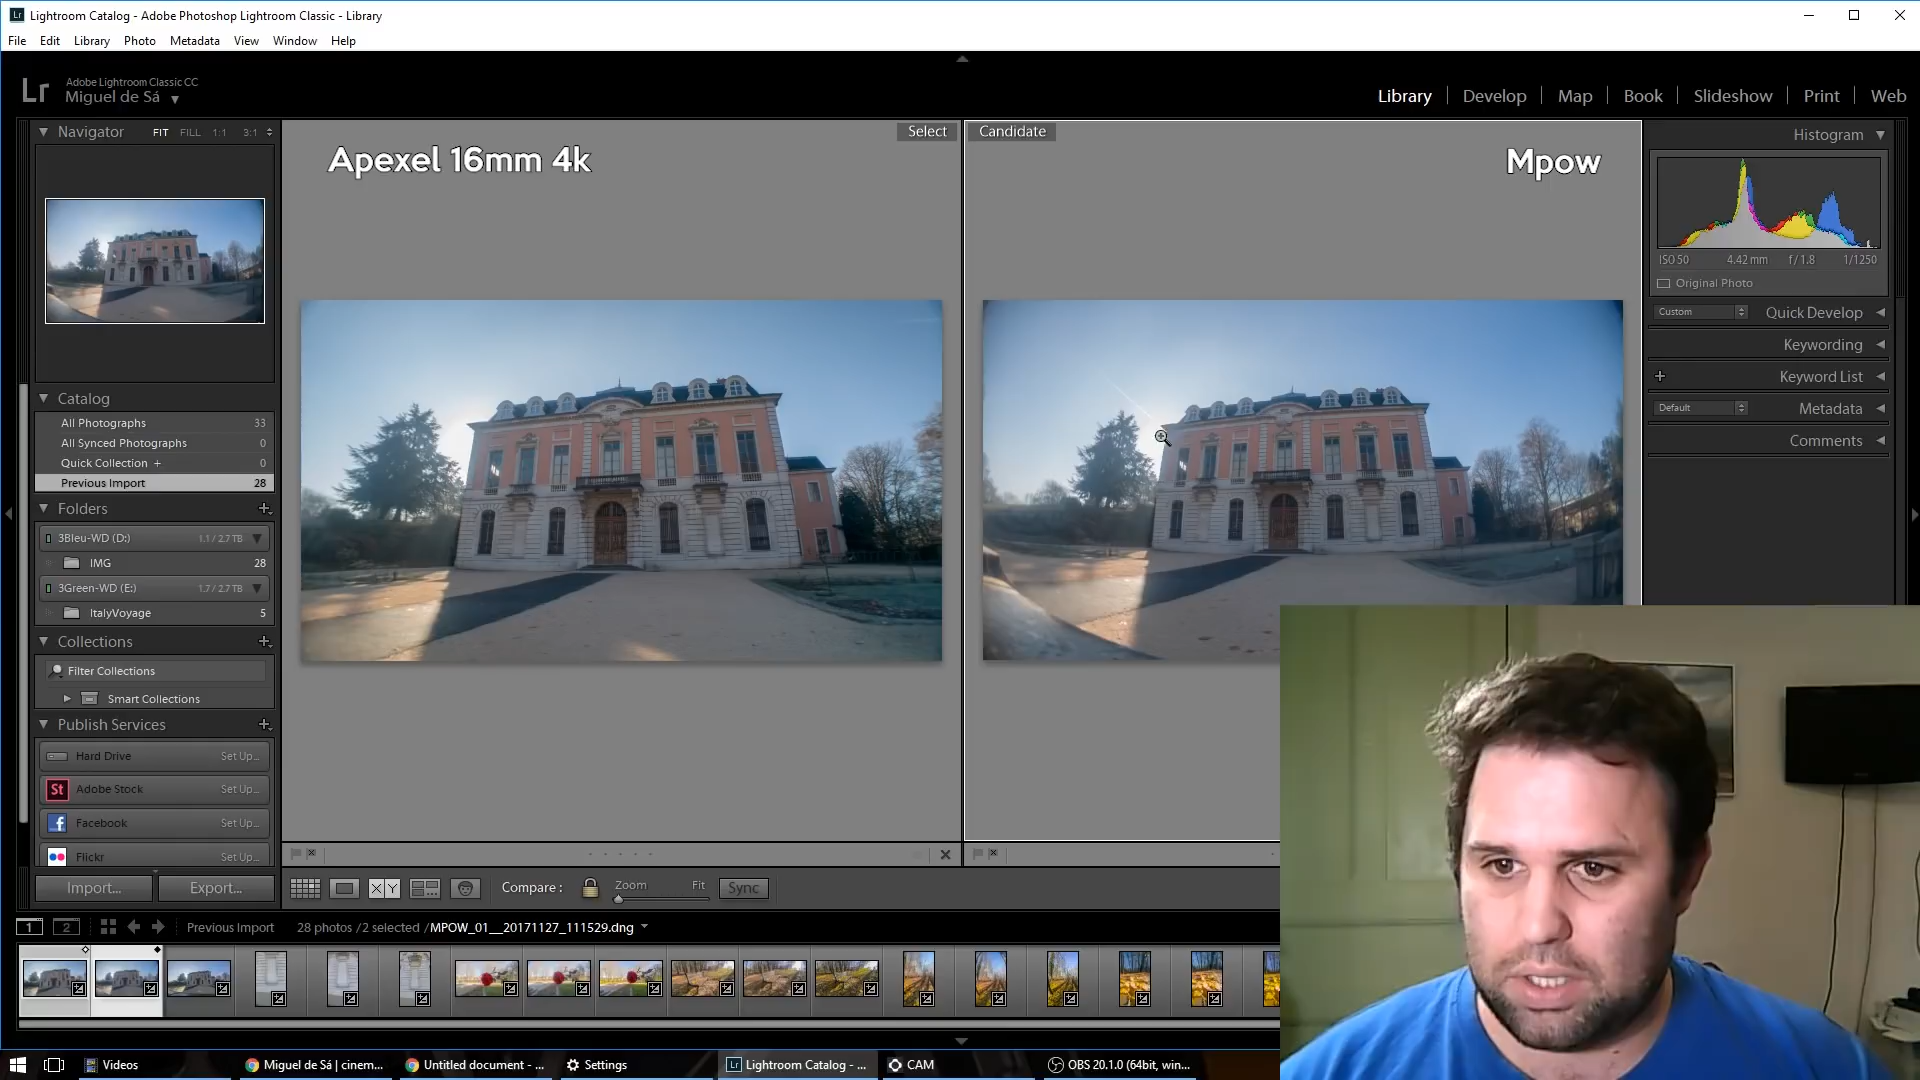 Lightroom Catalog - Adobe Photoshop Lightroom Classic - Library
File Edit Library Photo Metadata View Window Help
Lr
Adobe Lightroom Classic CC
Miguel de Sá
Library Develop Map Book Slideshow Print Web
Navigator FIT FILL 1:1 3:1
Select
Candidate
Histogram
Apexel 16mm 4k
Mpow
ISO 50 4.42 mm f / 1.8 1/1250
Original Photo
Custom Quick Develop
Keywording
Keyword List
Default Metadata
Comments
Catalog
All Photographs 33
All Synced Photographs 0
Quick Collection + 0
Previous Import 28
Folders
3Bleu-WD (D:) 1.1 / 2.7 TB
IMG 28
3Green-WD (E:) 1.7 / 2.7 TB
ItalyVoyage 5
Collections
Filter Collections
Smart Collections
Publish Services
Hard Drive Set Up...
St Adobe Stock Set Up...
Facebook Set Up...
Flickr Set Up...
Import... Export...
XY Compare : Zoom Fit Sync
1 2 Previous Import 28 photos /2 selected /MPOW_01__20171127_111529.dng
Videos
Miguel de Sá | cinem...
Untitled document - ...
Settings
Lr Lightroom Catalog - ...
CAM
OBS 20.1.0 (64bit, win...